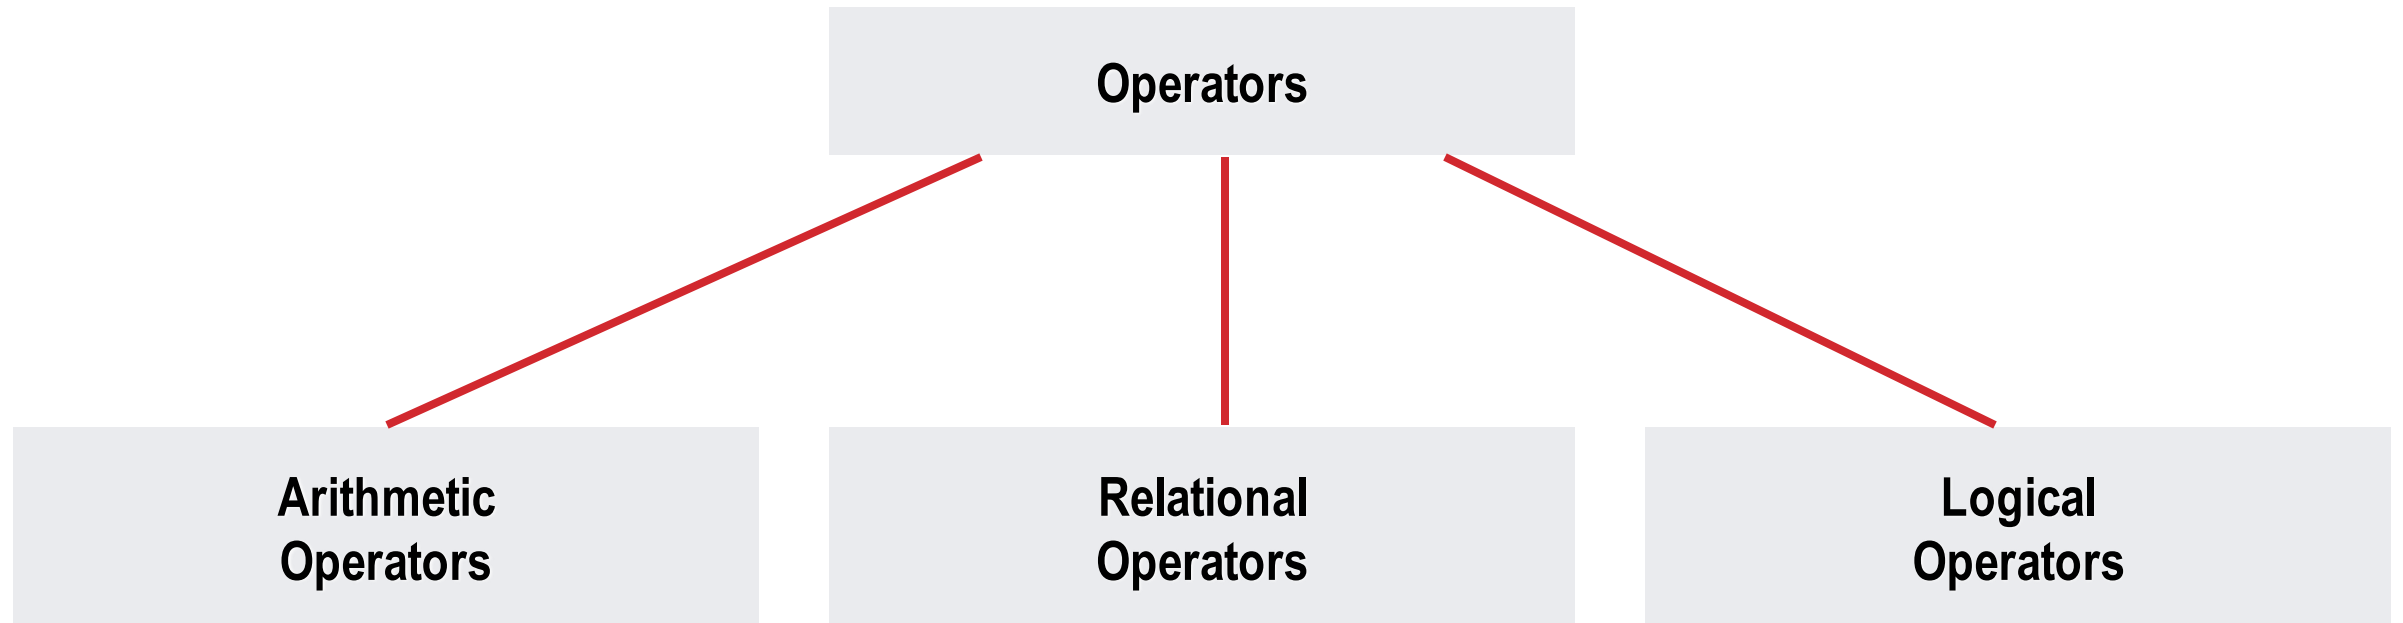 Operators
Arithmetic
Operators
Relational
Operators
Logical
Operators